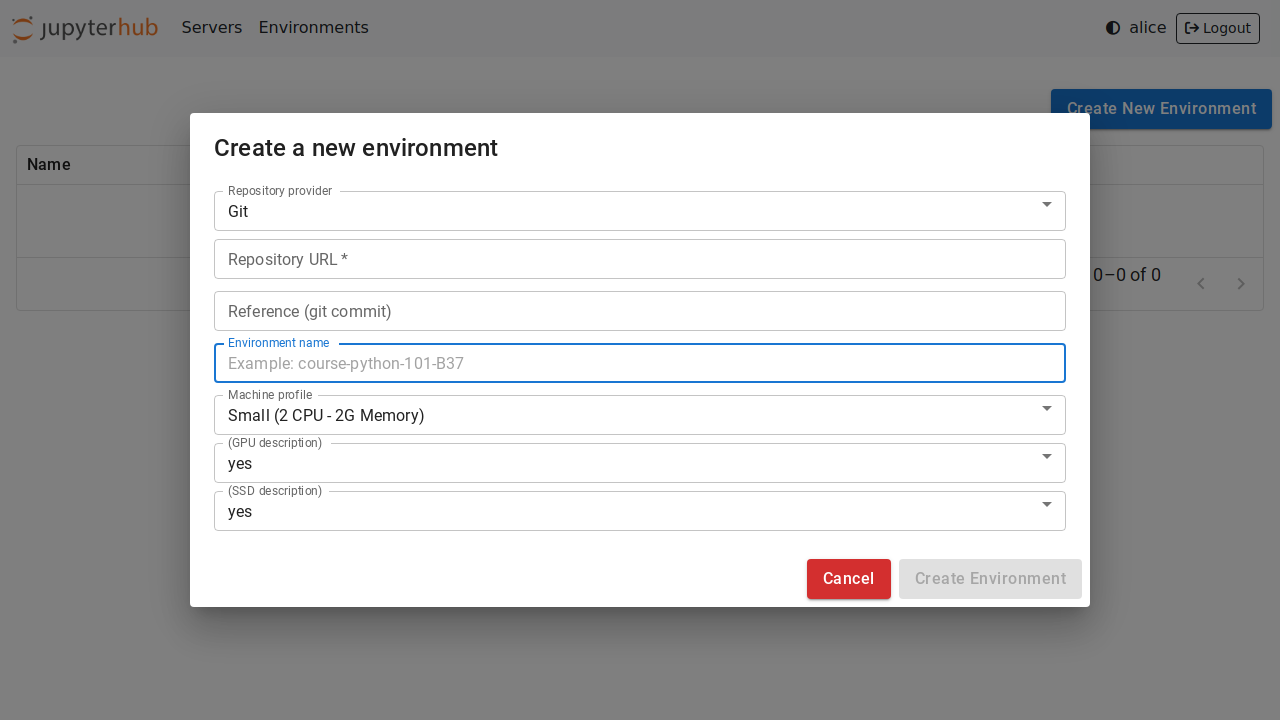 jupyterhub Servers Environments alice Logout
Create New Environment
Create a new environment
Name
Repository provider
Git
Repository URL *
0–0 of 0
Reference (git commit)
Environment name
Example: course-python-101-B37
Machine profile
Small (2 CPU - 2G Memory)
(GPU description)
yes
(SSD description)
yes
Cancel Create Environment